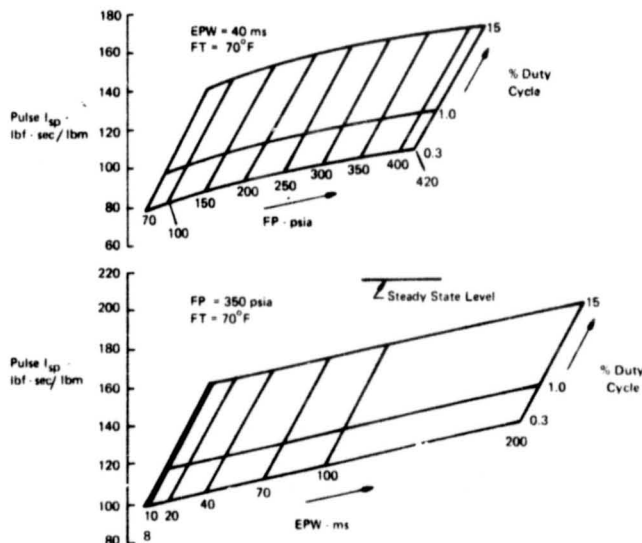 180
160
140
120
100
80
60
Pulse Isp -
lbf · sec/lbm
EPW = 40 ms
FT = 70°F
15
% Duty
Cycle
1.0
0.3
70
100
150
200
250
300
350
400
420
FP - psia
220
200
180
160
140
120
100
Pulse Isp -
lbf · sec/lbm
FP = 350 psia
FT = 70°F
Steady State Level
15
% Duty
Cycle
1.0
0.3
8
10
20
40
70
100
200
EPW - ms